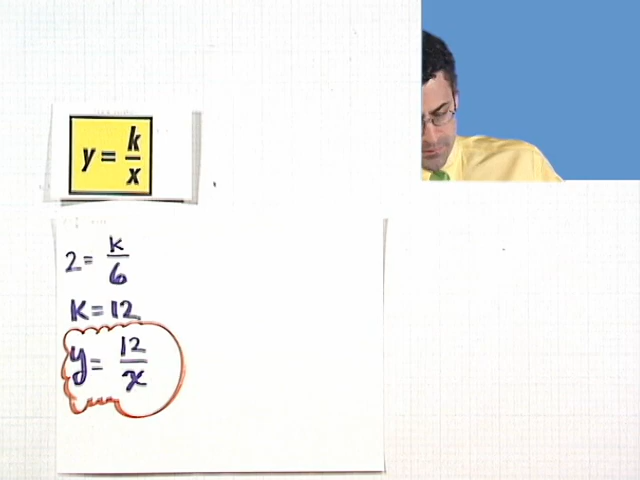 y = k/x
2 = k/6
K = 12
y = 12/x